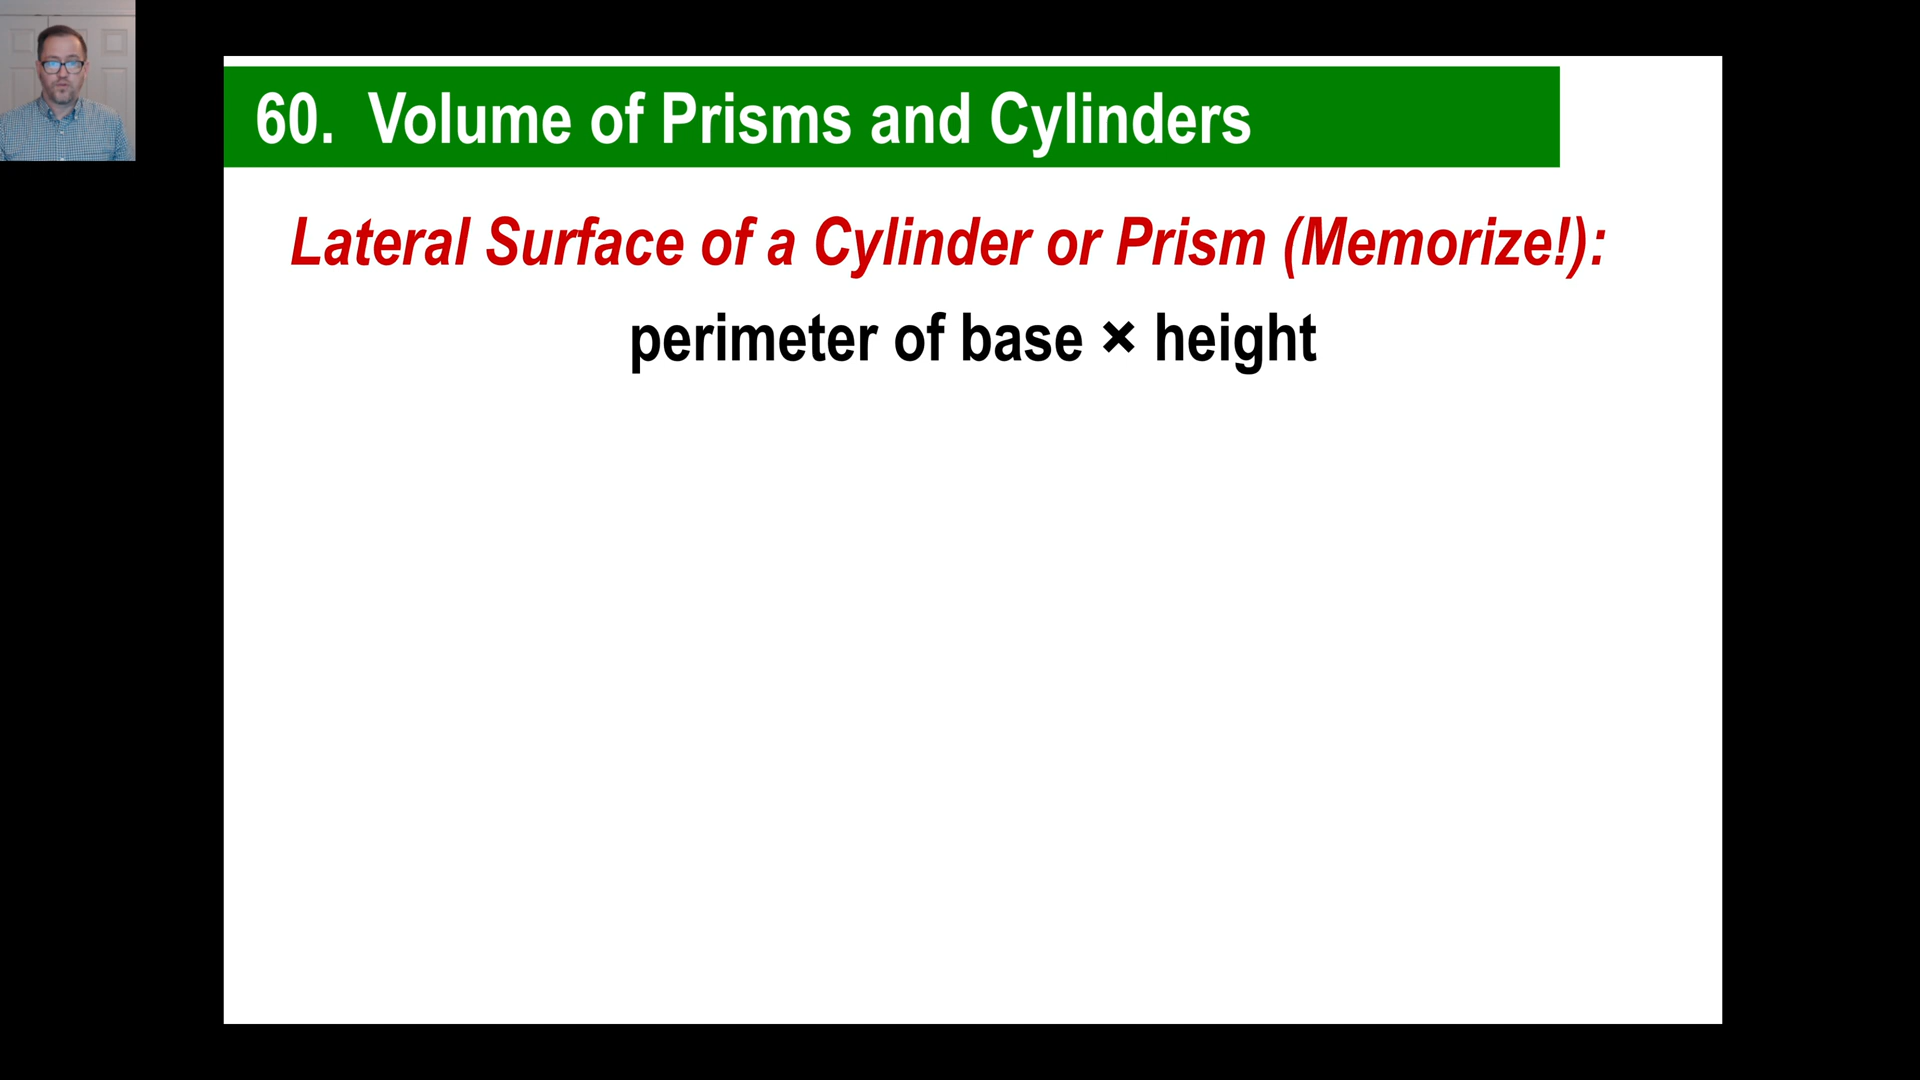 60. Volume of Prisms and Cylinders
Lateral Surface of a Cylinder or Prism (Memorize!):
perimeter of base × height